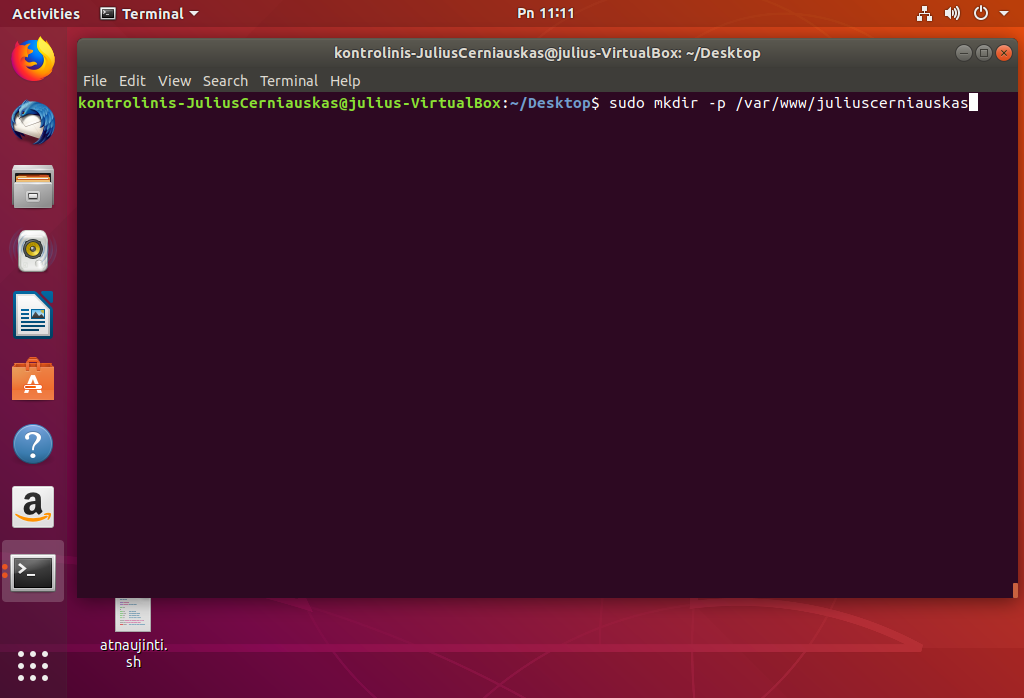 Activities
Terminal
Pn 11:11
kontrolinis-JuliusCerniauskas@julius-VirtualBox: ~/Desktop
File Edit View Search Terminal Help
kontrolinis-JuliusCerniauskas@julius-VirtualBox:~/Desktop$ sudo mkdir -p /var/www/juliuscerniauskas
atnaujinti.
sh